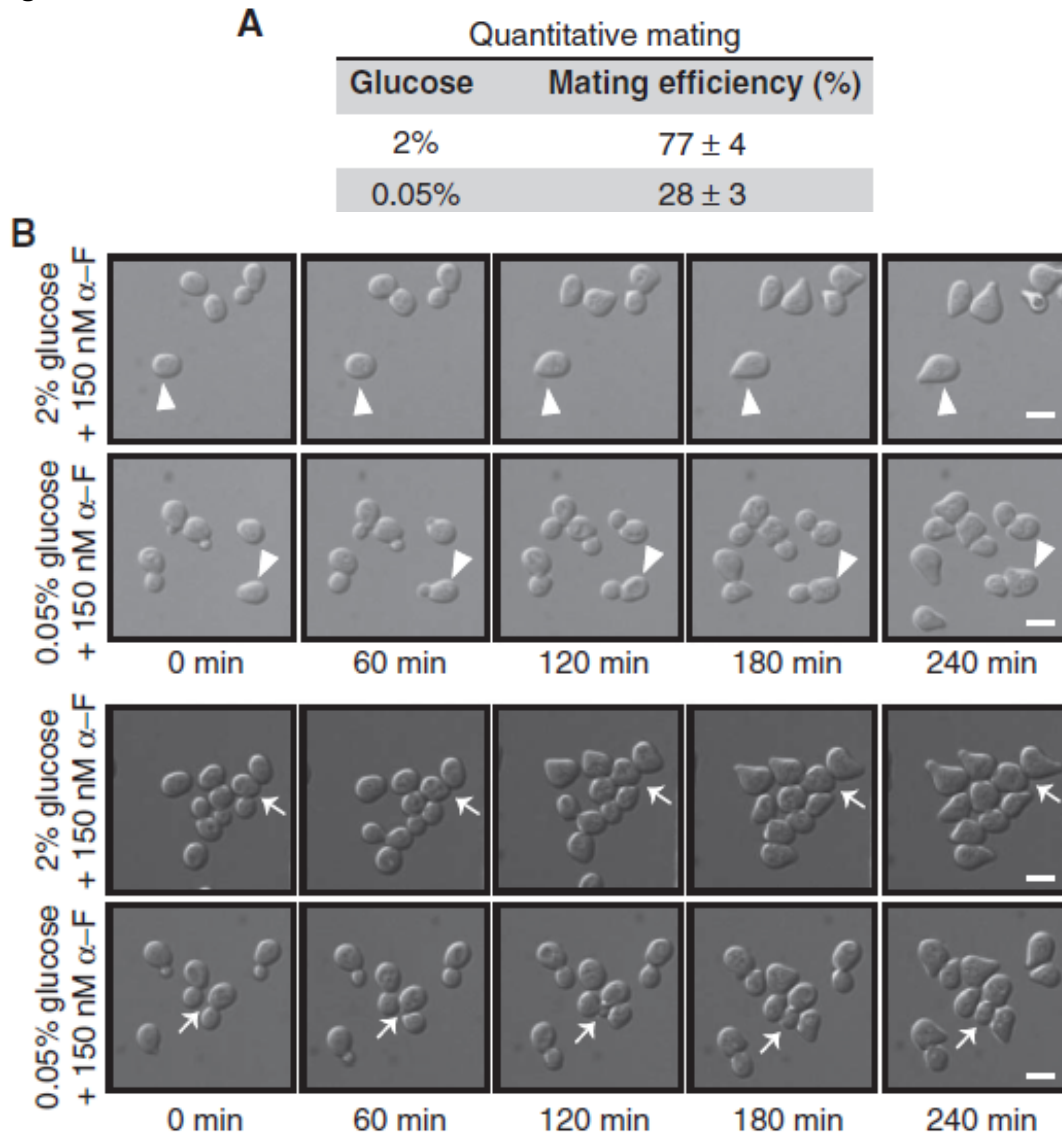 A
Quantitative mating
Glucose Mating efficiency (%)
2% 77 ± 4
0.05% 28 ± 3
B
2% glucose
+ 150 nM α–F
0.05% glucose
+ 150 nM α–F
0 min 60 min 120 min 180 min 240 min
2% glucose
+ 150 nM α–F
0.05% glucose
+ 150 nM α–F
0 min 60 min 120 min 180 min 240 min